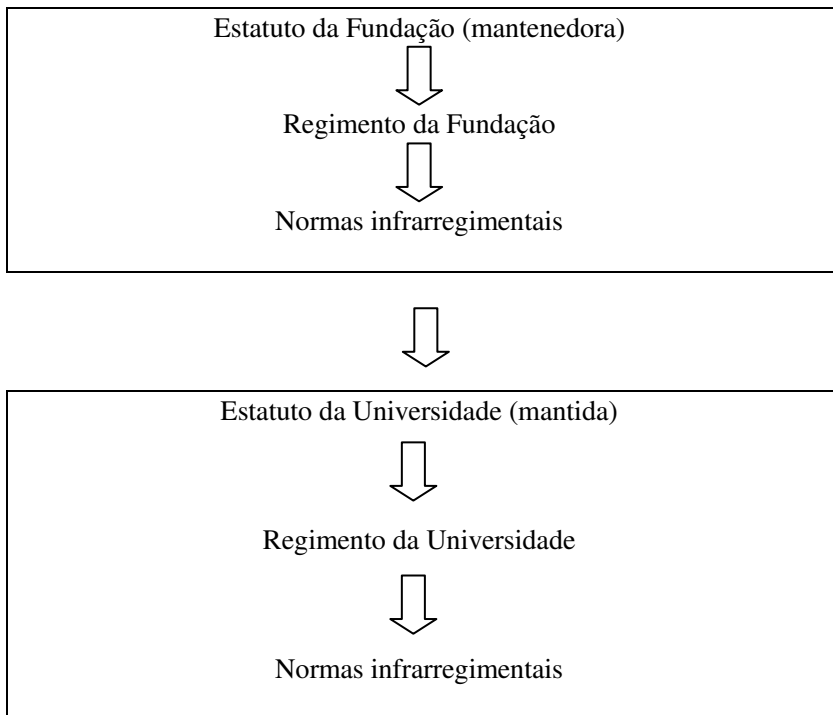 Estatuto da Fundação (mantenedora)
Regimento da Fundação
Normas infrarregimentais
Estatuto da Universidade (mantida)
Regimento da Universidade
Normas infrarregimentais